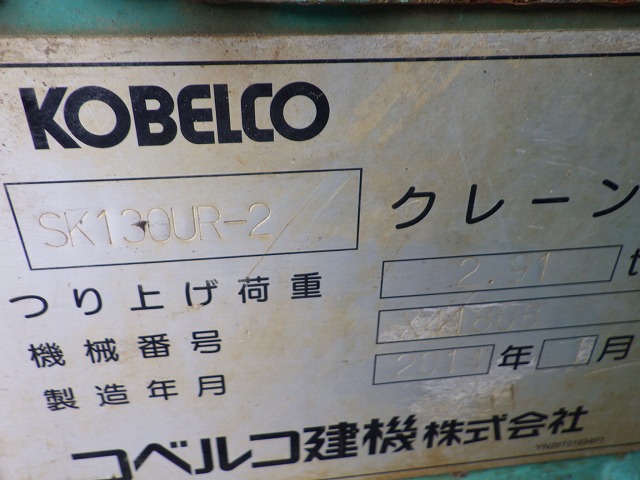 KOBELCO
SK130UR-2 クレーン
つり上げ荷重 2.91 t
機械番号
製造年月 年 月
コベルコ建機株式会社